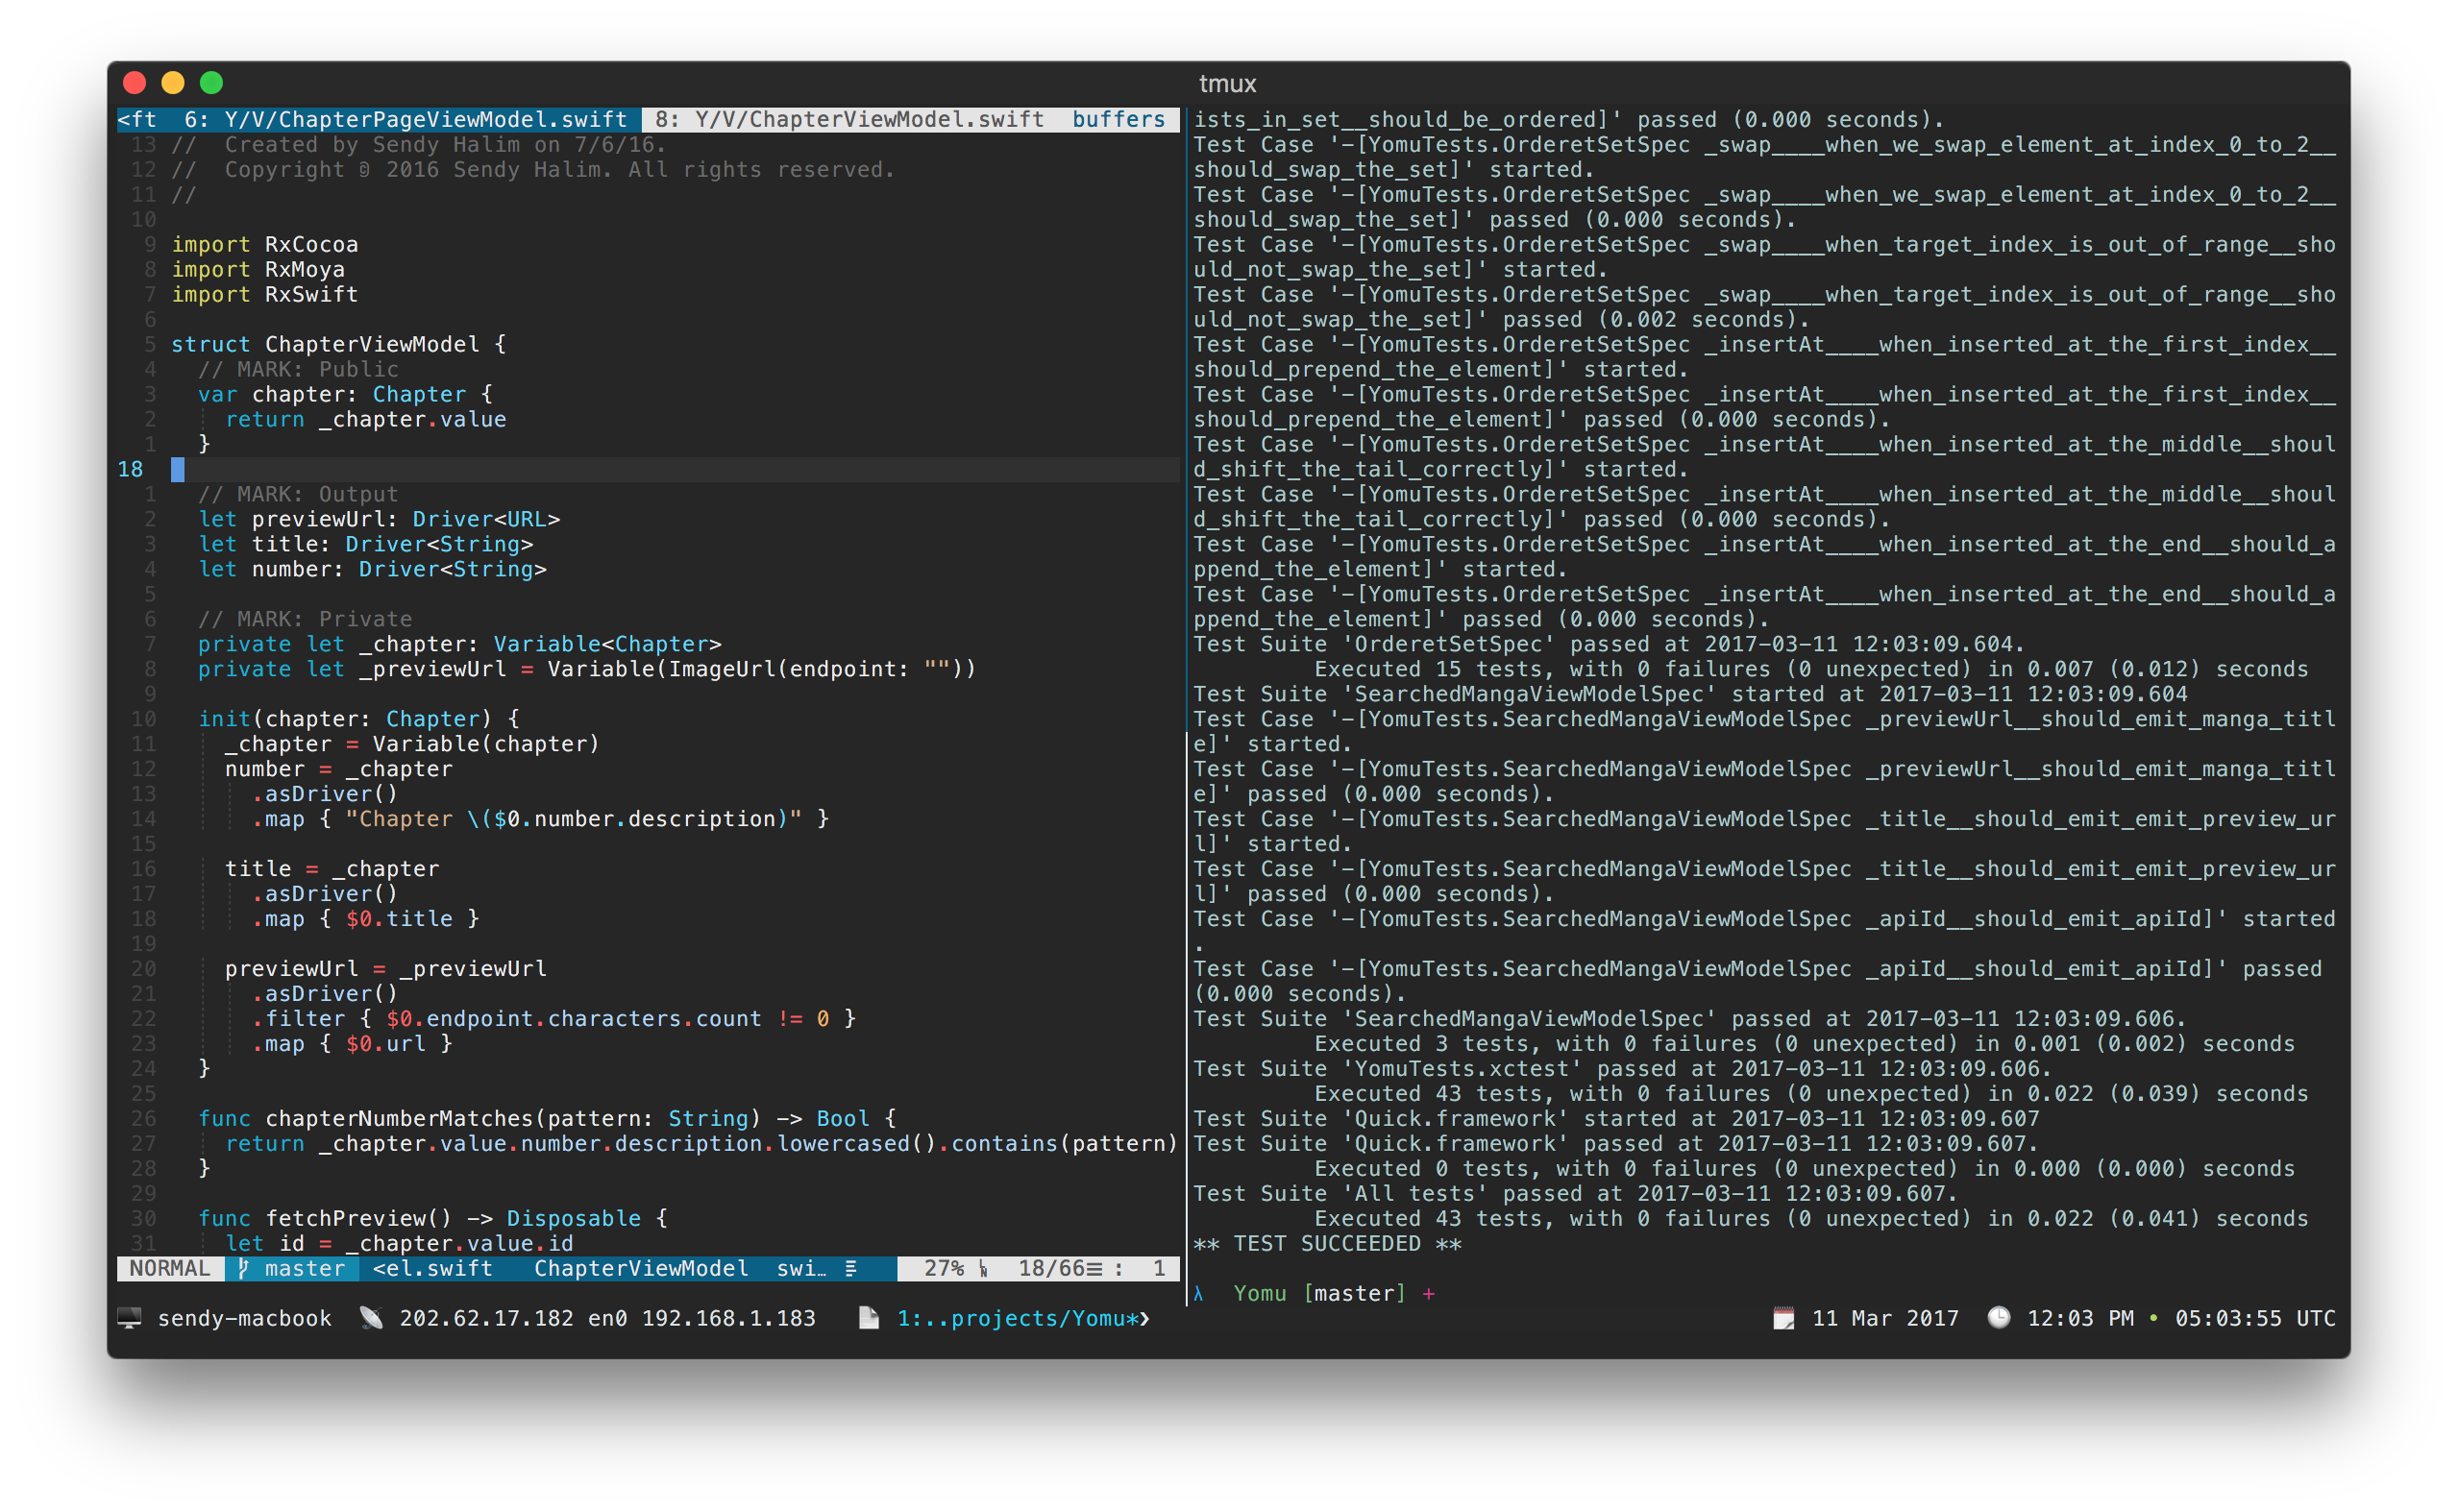 tmux
<ft  6: Y/V/ChapterPageViewModel.swift  8: Y/V/ChapterViewModel.swift  buffers
13 //  Created by Sendy Halim on 7/6/16.
12 //  Copyright © 2016 Sendy Halim. All rights reserved.
11 //
10
9 import RxCocoa
8 import RxMoya
7 import RxSwift
6
5 struct ChapterViewModel {
4   // MARK: Public
3   var chapter: Chapter {
2     return _chapter.value
1   }
18
1   // MARK: Output
2   let previewUrl: Driver<URL>
3   let title: Driver<String>
4   let number: Driver<String>
5
6   // MARK: Private
7   private let _chapter: Variable<Chapter>
8   private let _previewUrl = Variable(ImageUrl(endpoint: ""))
9
10   init(chapter: Chapter) {
11     _chapter = Variable(chapter)
12     number = _chapter
13       .asDriver()
14       .map { "Chapter \($0.number.description)" }
15
16     title = _chapter
17       .asDriver()
18       .map { $0.title }
19
20     previewUrl = _previewUrl
21       .asDriver()
22       .filter { $0.endpoint.characters.count != 0 }
23       .map { $0.url }
24   }
25
26   func chapterNumberMatches(pattern: String) -> Bool {
27     return _chapter.value.number.description.lowercased().contains(pattern)
28   }
29
30   func fetchPreview() -> Disposable {
31     let id = _chapter.value.id
NORMAL  master  <el.swift  ChapterViewModel  swi…  27%  18/66 :  1
ists_in_set__should_be_ordered]' passed (0.000 seconds).
Test Case '-[YomuTests.OrderetSetSpec _swap____when_we_swap_element_at_index_0_to_2__
should_swap_the_set]' started.
Test Case '-[YomuTests.OrderetSetSpec _swap____when_we_swap_element_at_index_0_to_2__
should_swap_the_set]' passed (0.000 seconds).
Test Case '-[YomuTests.OrderetSetSpec _swap____when_target_index_is_out_of_range__sho
uld_not_swap_the_set]' started.
Test Case '-[YomuTests.OrderetSetSpec _swap____when_target_index_is_out_of_range__sho
uld_not_swap_the_set]' passed (0.002 seconds).
Test Case '-[YomuTests.OrderetSetSpec _insertAt____when_inserted_at_the_first_index__
should_prepend_the_element]' started.
Test Case '-[YomuTests.OrderetSetSpec _insertAt____when_inserted_at_the_first_index__
should_prepend_the_element]' passed (0.000 seconds).
Test Case '-[YomuTests.OrderetSetSpec _insertAt____when_inserted_at_the_middle__shoul
d_shift_the_tail_correctly]' started.
Test Case '-[YomuTests.OrderetSetSpec _insertAt____when_inserted_at_the_middle__shoul
d_shift_the_tail_correctly]' passed (0.000 seconds).
Test Case '-[YomuTests.OrderetSetSpec _insertAt____when_inserted_at_the_end__should_a
ppend_the_element]' started.
Test Case '-[YomuTests.OrderetSetSpec _insertAt____when_inserted_at_the_end__should_a
ppend_the_element]' passed (0.000 seconds).
Test Suite 'OrderetSetSpec' passed at 2017-03-11 12:03:09.604.
Executed 15 tests, with 0 failures (0 unexpected) in 0.007 (0.012) seconds
Test Suite 'SearchedMangaViewModelSpec' started at 2017-03-11 12:03:09.604
Test Case '-[YomuTests.SearchedMangaViewModelSpec _previewUrl__should_emit_manga_titl
e]' started.
Test Case '-[YomuTests.SearchedMangaViewModelSpec _previewUrl__should_emit_manga_titl
e]' passed (0.000 seconds).
Test Case '-[YomuTests.SearchedMangaViewModelSpec _title__should_emit_emit_preview_ur
l]' started.
Test Case '-[YomuTests.SearchedMangaViewModelSpec _title__should_emit_emit_preview_ur
l]' passed (0.000 seconds).
Test Case '-[YomuTests.SearchedMangaViewModelSpec _apiId__should_emit_apiId]' started
.
Test Case '-[YomuTests.SearchedMangaViewModelSpec _apiId__should_emit_apiId]' passed
(0.000 seconds).
Test Suite 'SearchedMangaViewModelSpec' passed at 2017-03-11 12:03:09.606.
Executed 3 tests, with 0 failures (0 unexpected) in 0.001 (0.002) seconds
Test Suite 'YomuTests.xctest' passed at 2017-03-11 12:03:09.606.
Executed 43 tests, with 0 failures (0 unexpected) in 0.022 (0.039) seconds
Test Suite 'Quick.framework' started at 2017-03-11 12:03:09.607
Test Suite 'Quick.framework' passed at 2017-03-11 12:03:09.607.
Executed 0 tests, with 0 failures (0 unexpected) in 0.000 (0.000) seconds
Test Suite 'All tests' passed at 2017-03-11 12:03:09.607.
Executed 43 tests, with 0 failures (0 unexpected) in 0.022 (0.041) seconds
** TEST SUCCEEDED **
λ  Yomu [master] +
sendy-macbook  202.62.17.182 en0 192.168.1.183  1:..projects/Yomu*❯  11 Mar 2017  12:03 PM • 05:03:55 UTC